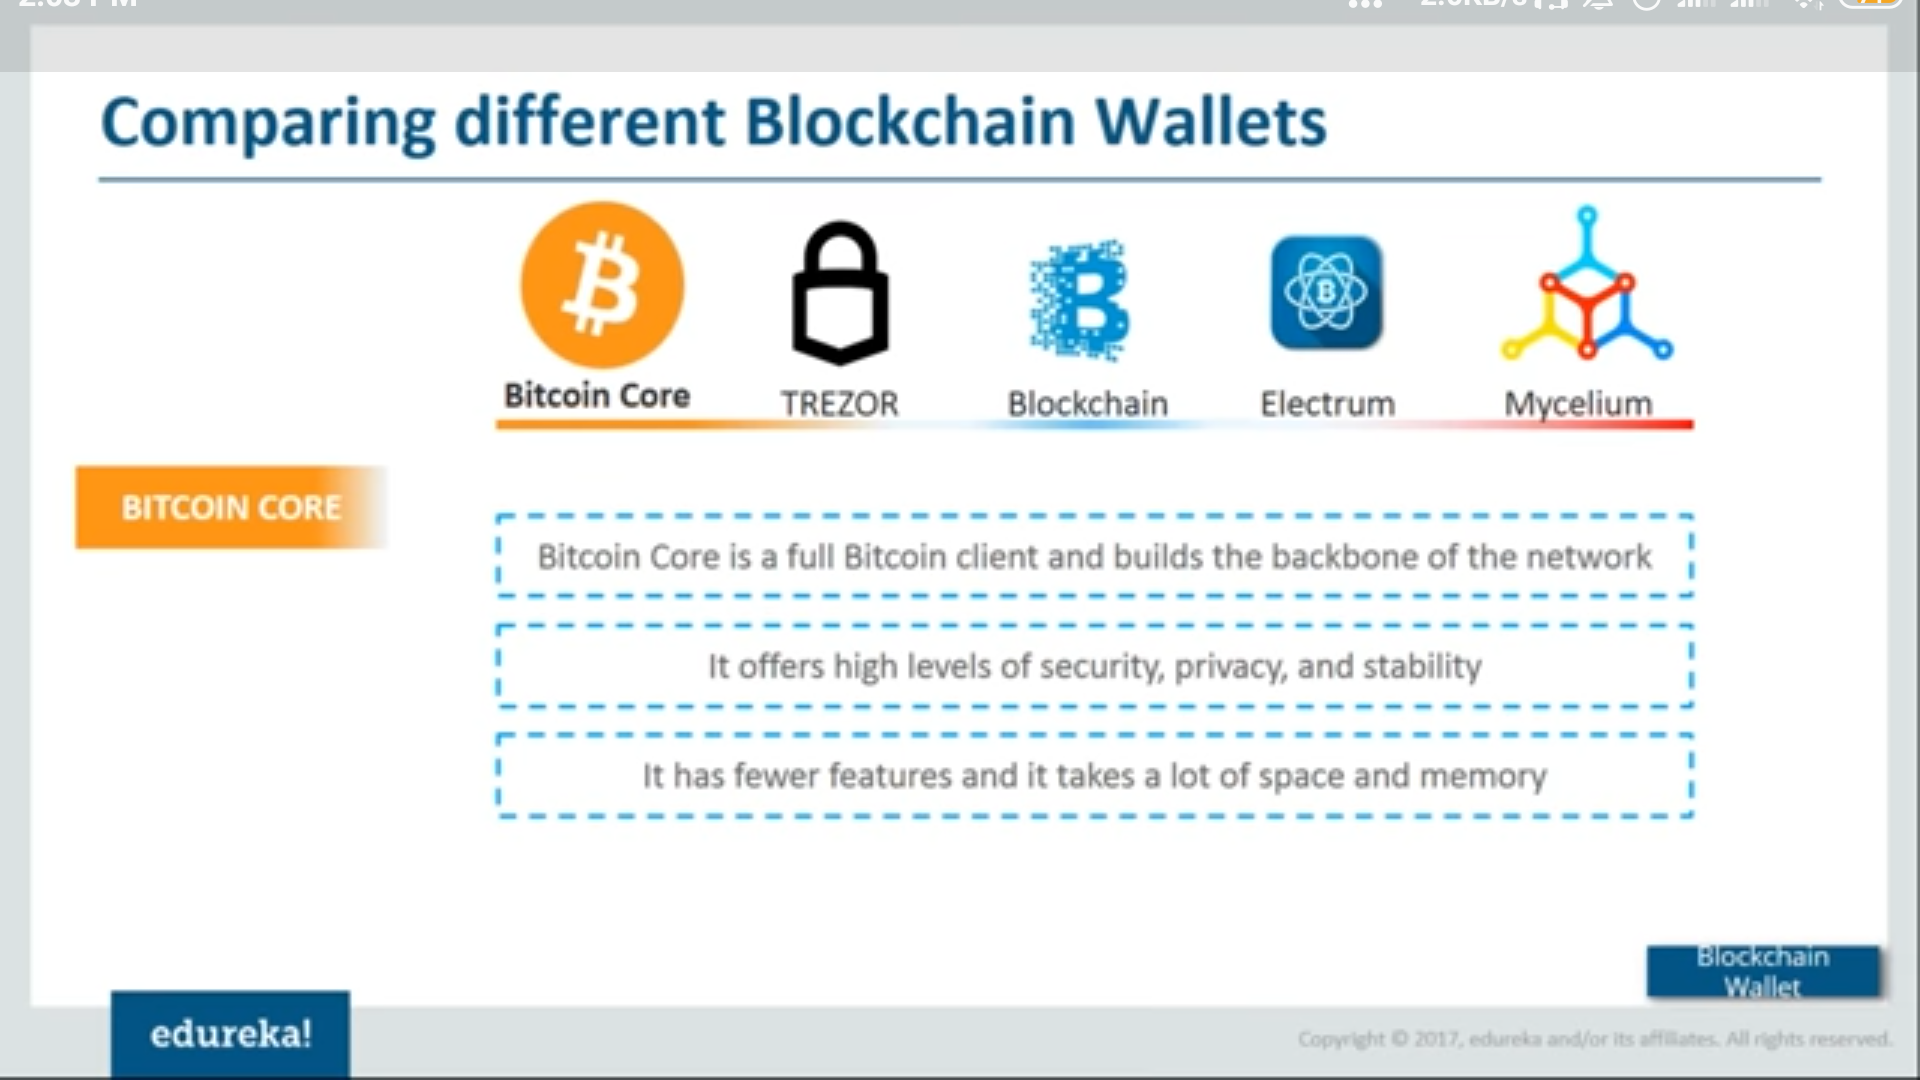 Comparing different Blockchain Wallets
Bitcoin Core
TREZOR
Blockchain
Electrum
Mycelium
BITCOIN CORE
Bitcoin Core is a full Bitcoin client and builds the backbone of the network
It offers high levels of security, privacy, and stability
It has fewer features and it takes a lot of space and memory
Blockchain
Wallet
edureka!
Copyright © 2017, edureka and/or its affiliates. All rights reserved.